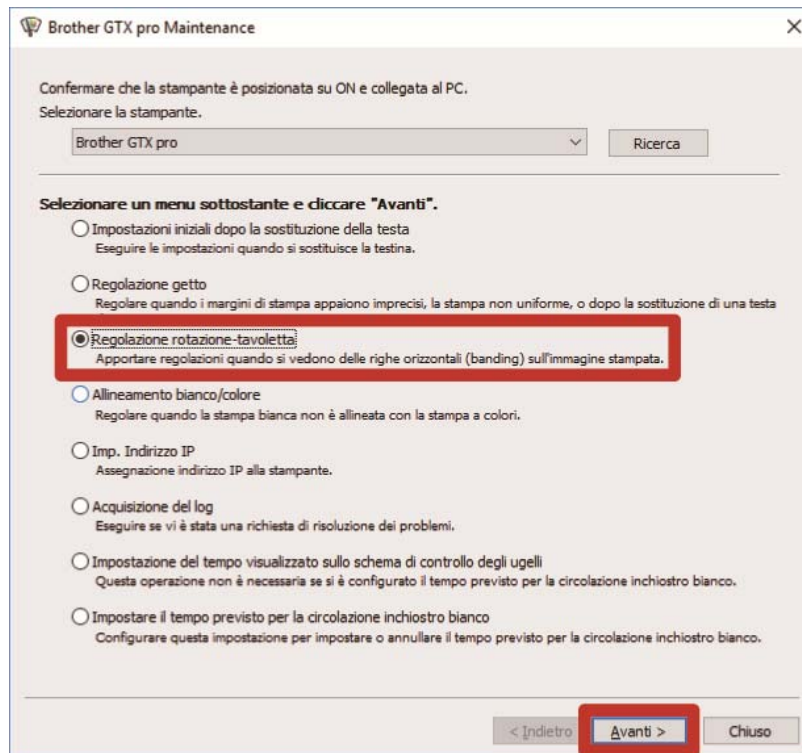 Brother GTX pro Maintenance
Confermare che la stampante è posizionata su ON e collegata al PC.
Selezionare la stampante.
Brother GTX pro
Ricerca
Selezionare un menu sottostante e cliccare "Avanti".
Impostazioni iniziali dopo la sostituzione della testa
Eseguire le impostazioni quando si sostituisce la testina.
Regolazione getto
Regolare quando i margini di stampa appaiono imprecisi, la stampa non uniforme, o dopo la sostituzione di una testa
Regolazione rotazione-tavoletta
Apportare regolazioni quando si vedono delle righe orizzontali (banding) sull'immagine stampata.
Allineamento bianco/colore
Regolare quando la stampa bianca non è allineata con la stampa a colori.
Imp. Indirizzo IP
Assegnazione indirizzo IP alla stampante.
Acquisizione del log
Eseguire se vi è stata una richiesta di risoluzione dei problemi.
Impostazione del tempo visualizzato sullo schema di controllo degli ugelli
Questa operazione non è necessaria se si è configurato il tempo previsto per la circolazione inchiostro bianco.
Impostare il tempo previsto per la circolazione inchiostro bianco
Configurare questa impostazione per impostare o annullare il tempo previsto per la circolazione inchiostro bianco.
< Indietro
Avanti >
Chiuso